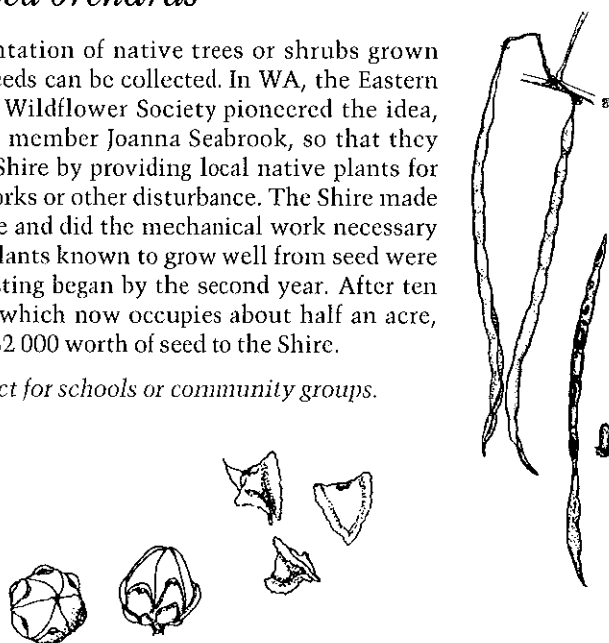 ntation of native trees or shrubs grown
eeds can be collected. In WA, the Eastern
Wildflower Society pioneered the idea,
member Joanna Seabrook, so that they
Shire by providing local native plants for
orks or other disturbance. The Shire made
e and did the mechanical work necessary
lants known to grow well from seed were
sting began by the second year. After ten
which now occupies about half an acre,
2 000 worth of seed to the Shire.
ct for schools or community groups.